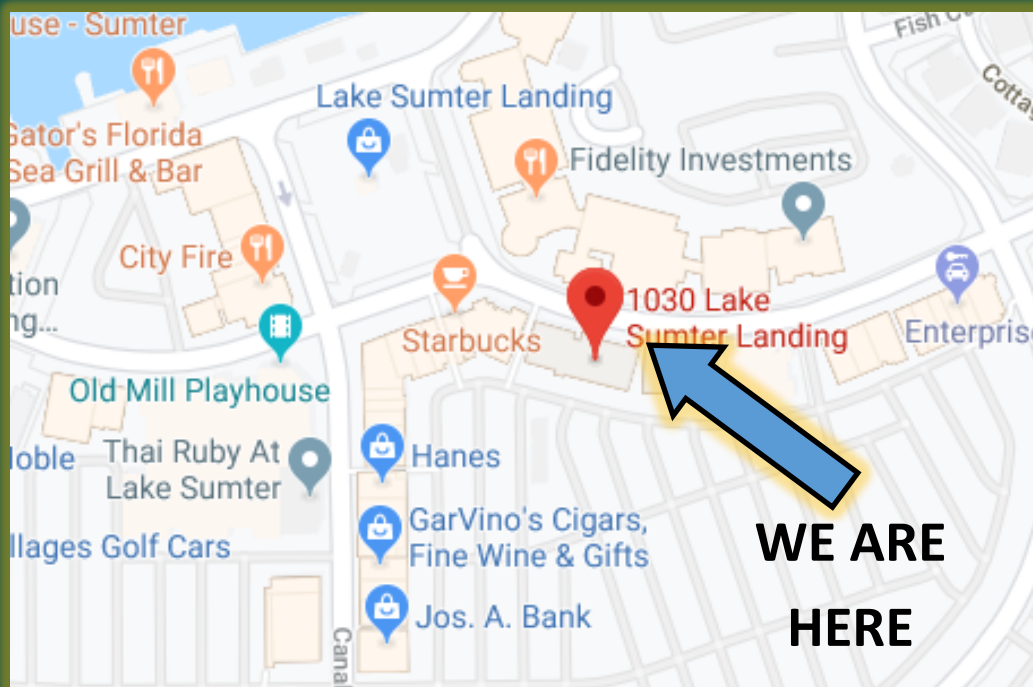 use - Sumter
Fish C
Cotta
Lake Sumter Landing
Gator's Florida
Sea Grill & Bar
Fidelity Investments
City Fire
tion
ng...
1030 Lake
Sumter Landing
Starbucks
Enterpris
Old Mill Playhouse
Thai Ruby At
Lake Sumter
loble
Hanes
GarVino's Cigars,
Fine Wine & Gifts
llages Golf Cars
Jos. A. Bank
Canal
WE ARE
HERE